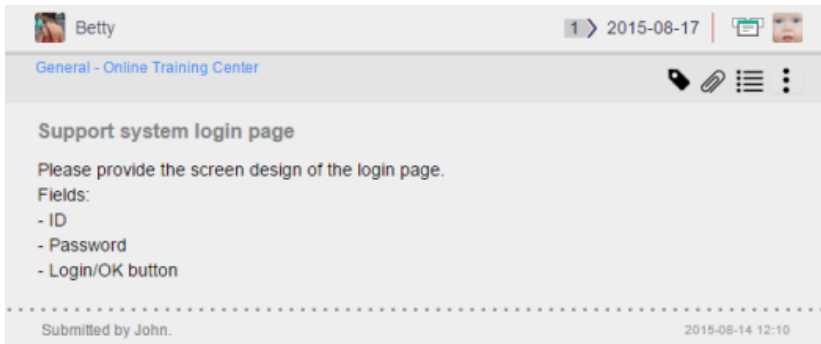 Betty
1 2015-08-17
General - Online Training Center
Support system login page
Please provide the screen design of the login page.
Fields:
- ID
- Password
- Login/OK button
Submitted by John.
2015-08-14 12:10